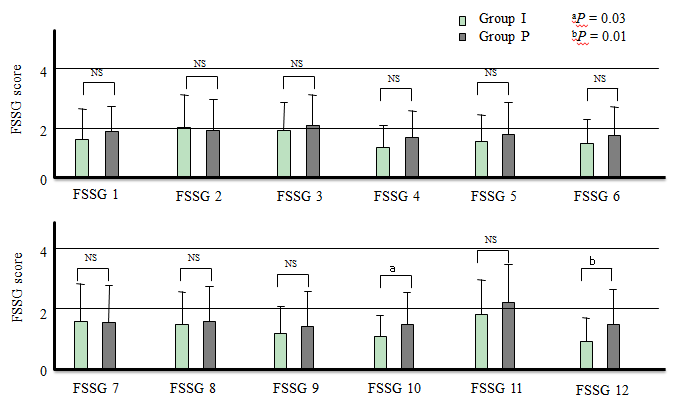 Group I ᵃP = 0.03
Group P ᵇP = 0.01
FSSG score
4
2
0
NS NS NS NS NS NS
FSSG 1 FSSG 2 FSSG 3 FSSG 4 FSSG 5 FSSG 6
FSSG score
4
2
0
NS NS NS a NS b
FSSG 7 FSSG 8 FSSG 9 FSSG 10 FSSG 11 FSSG 12